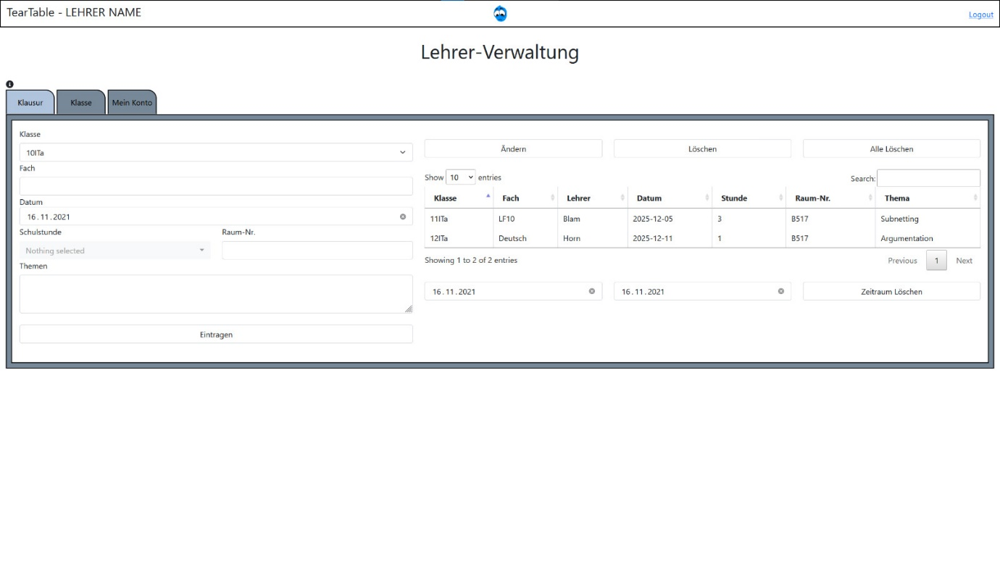 TearTable - LEHRER NAME
Logout
Lehrer-Verwaltung
Klausur Klasse Mein Konto
Klasse
10ITa
Fach
Datum
16.11.2021
Schulstunde Raum-Nr.
Nothing selected
Themen
Eintragen
Ändern Löschen Alle Löschen
Show 10 entries Search:
Klasse Fach Lehrer Datum Stunde Raum-Nr. Thema
11ITa LF10 Blam 2025-12-05 3 B517 Subnetting
12ITa Deutsch Horn 2025-12-11 1 B517 Argumentation
Showing 1 to 2 of 2 entries Previous 1 Next
16.11.2021 16.11.2021 Zeitraum Löschen